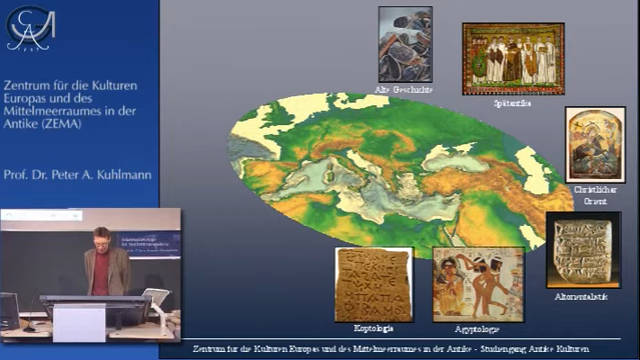 Zentrum für die Kulturen
Europas und des
Mittelmeerraumes in der
Antike (ZEMA)
Prof. Dr. Peter A. Kuhlmann
Alte Geschichte
Spätantike
Christlicher
Orient
Altorientalistik
Koptologie
Ägyptologie
Zentrum für die Kulturen Europas und des Mittelmeerraumes in der Antike - Studiengang Antike Kulturen